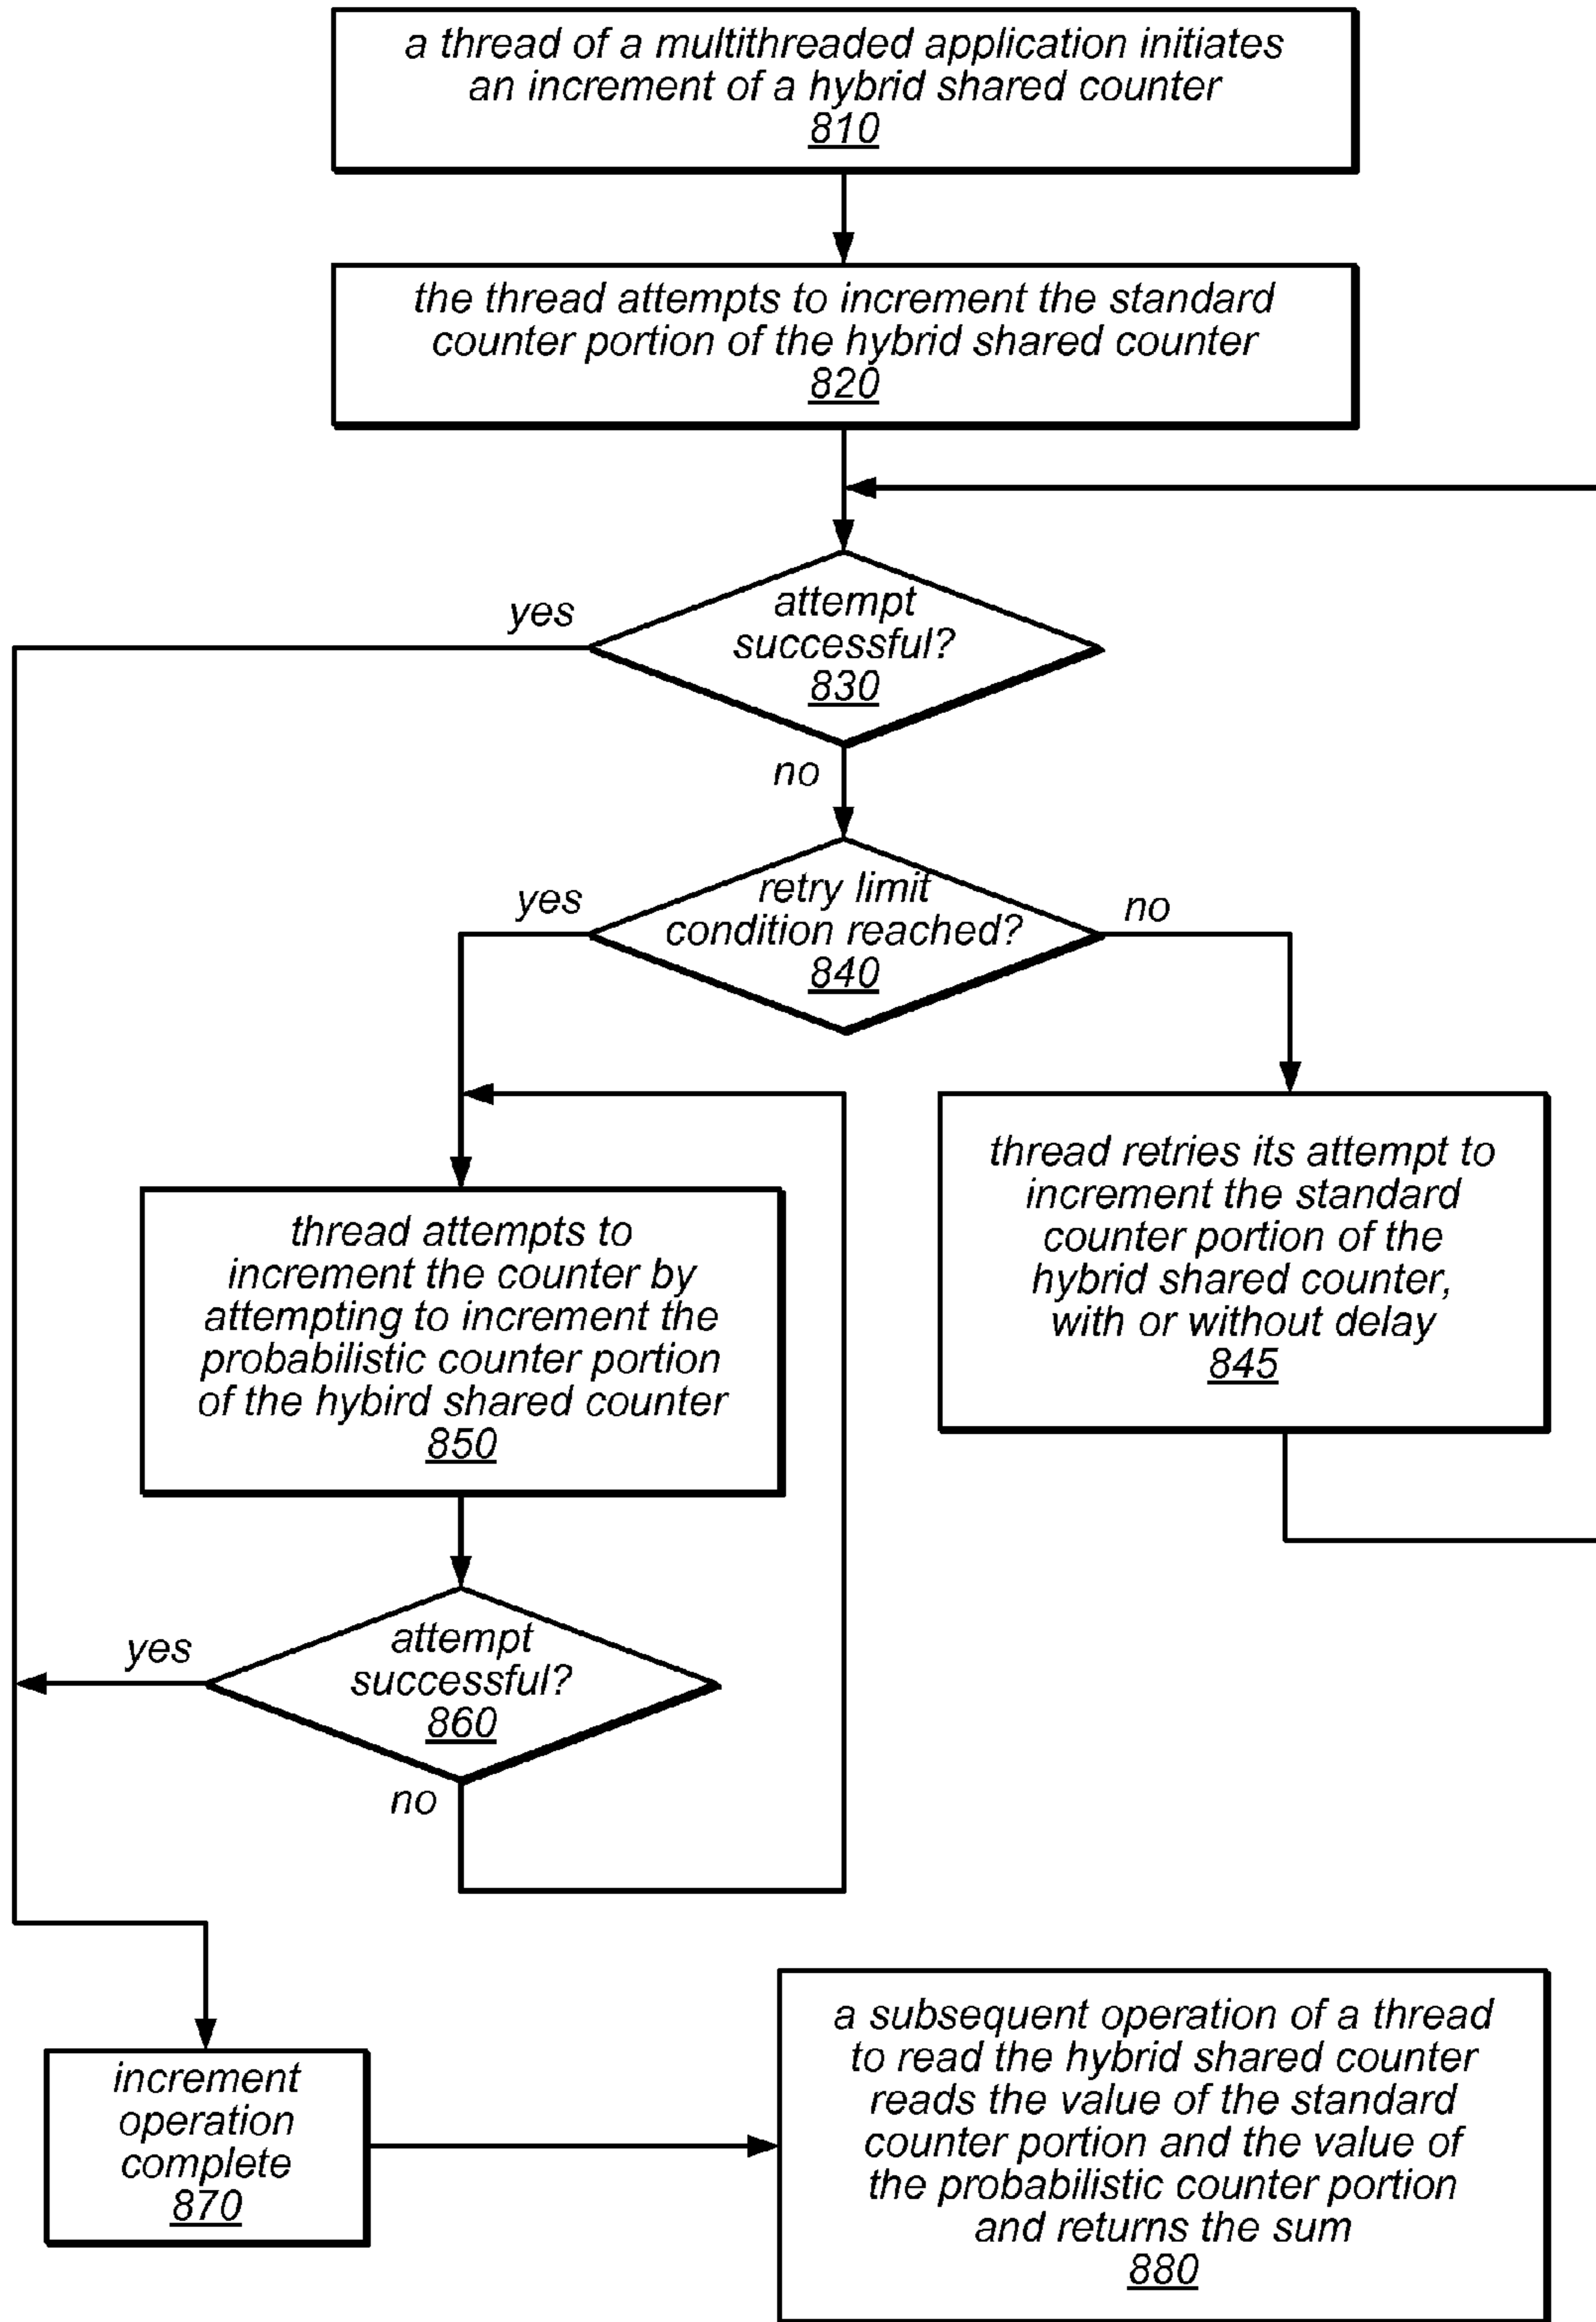 a thread of a multithreaded application initiates
an increment of a hybrid shared counter
810
the thread attempts to increment the standard
counter portion of the hybrid shared counter
820
yes
attempt
successful?
830
no
yes
retry limit
condition reached?
840
no
thread retries its attempt to
increment the standard
counter portion of the
hybrid shared counter,
with or without delay
845
thread attempts to
increment the counter by
attempting to increment the
probabilistic counter portion
of the hybird shared counter
850
yes
attempt
successful?
860
no
increment
operation
complete
870
a subsequent operation of a thread
to read the hybrid shared counter
reads the value of the standard
counter portion and the value of
the probabilistic counter portion
and returns the sum
880